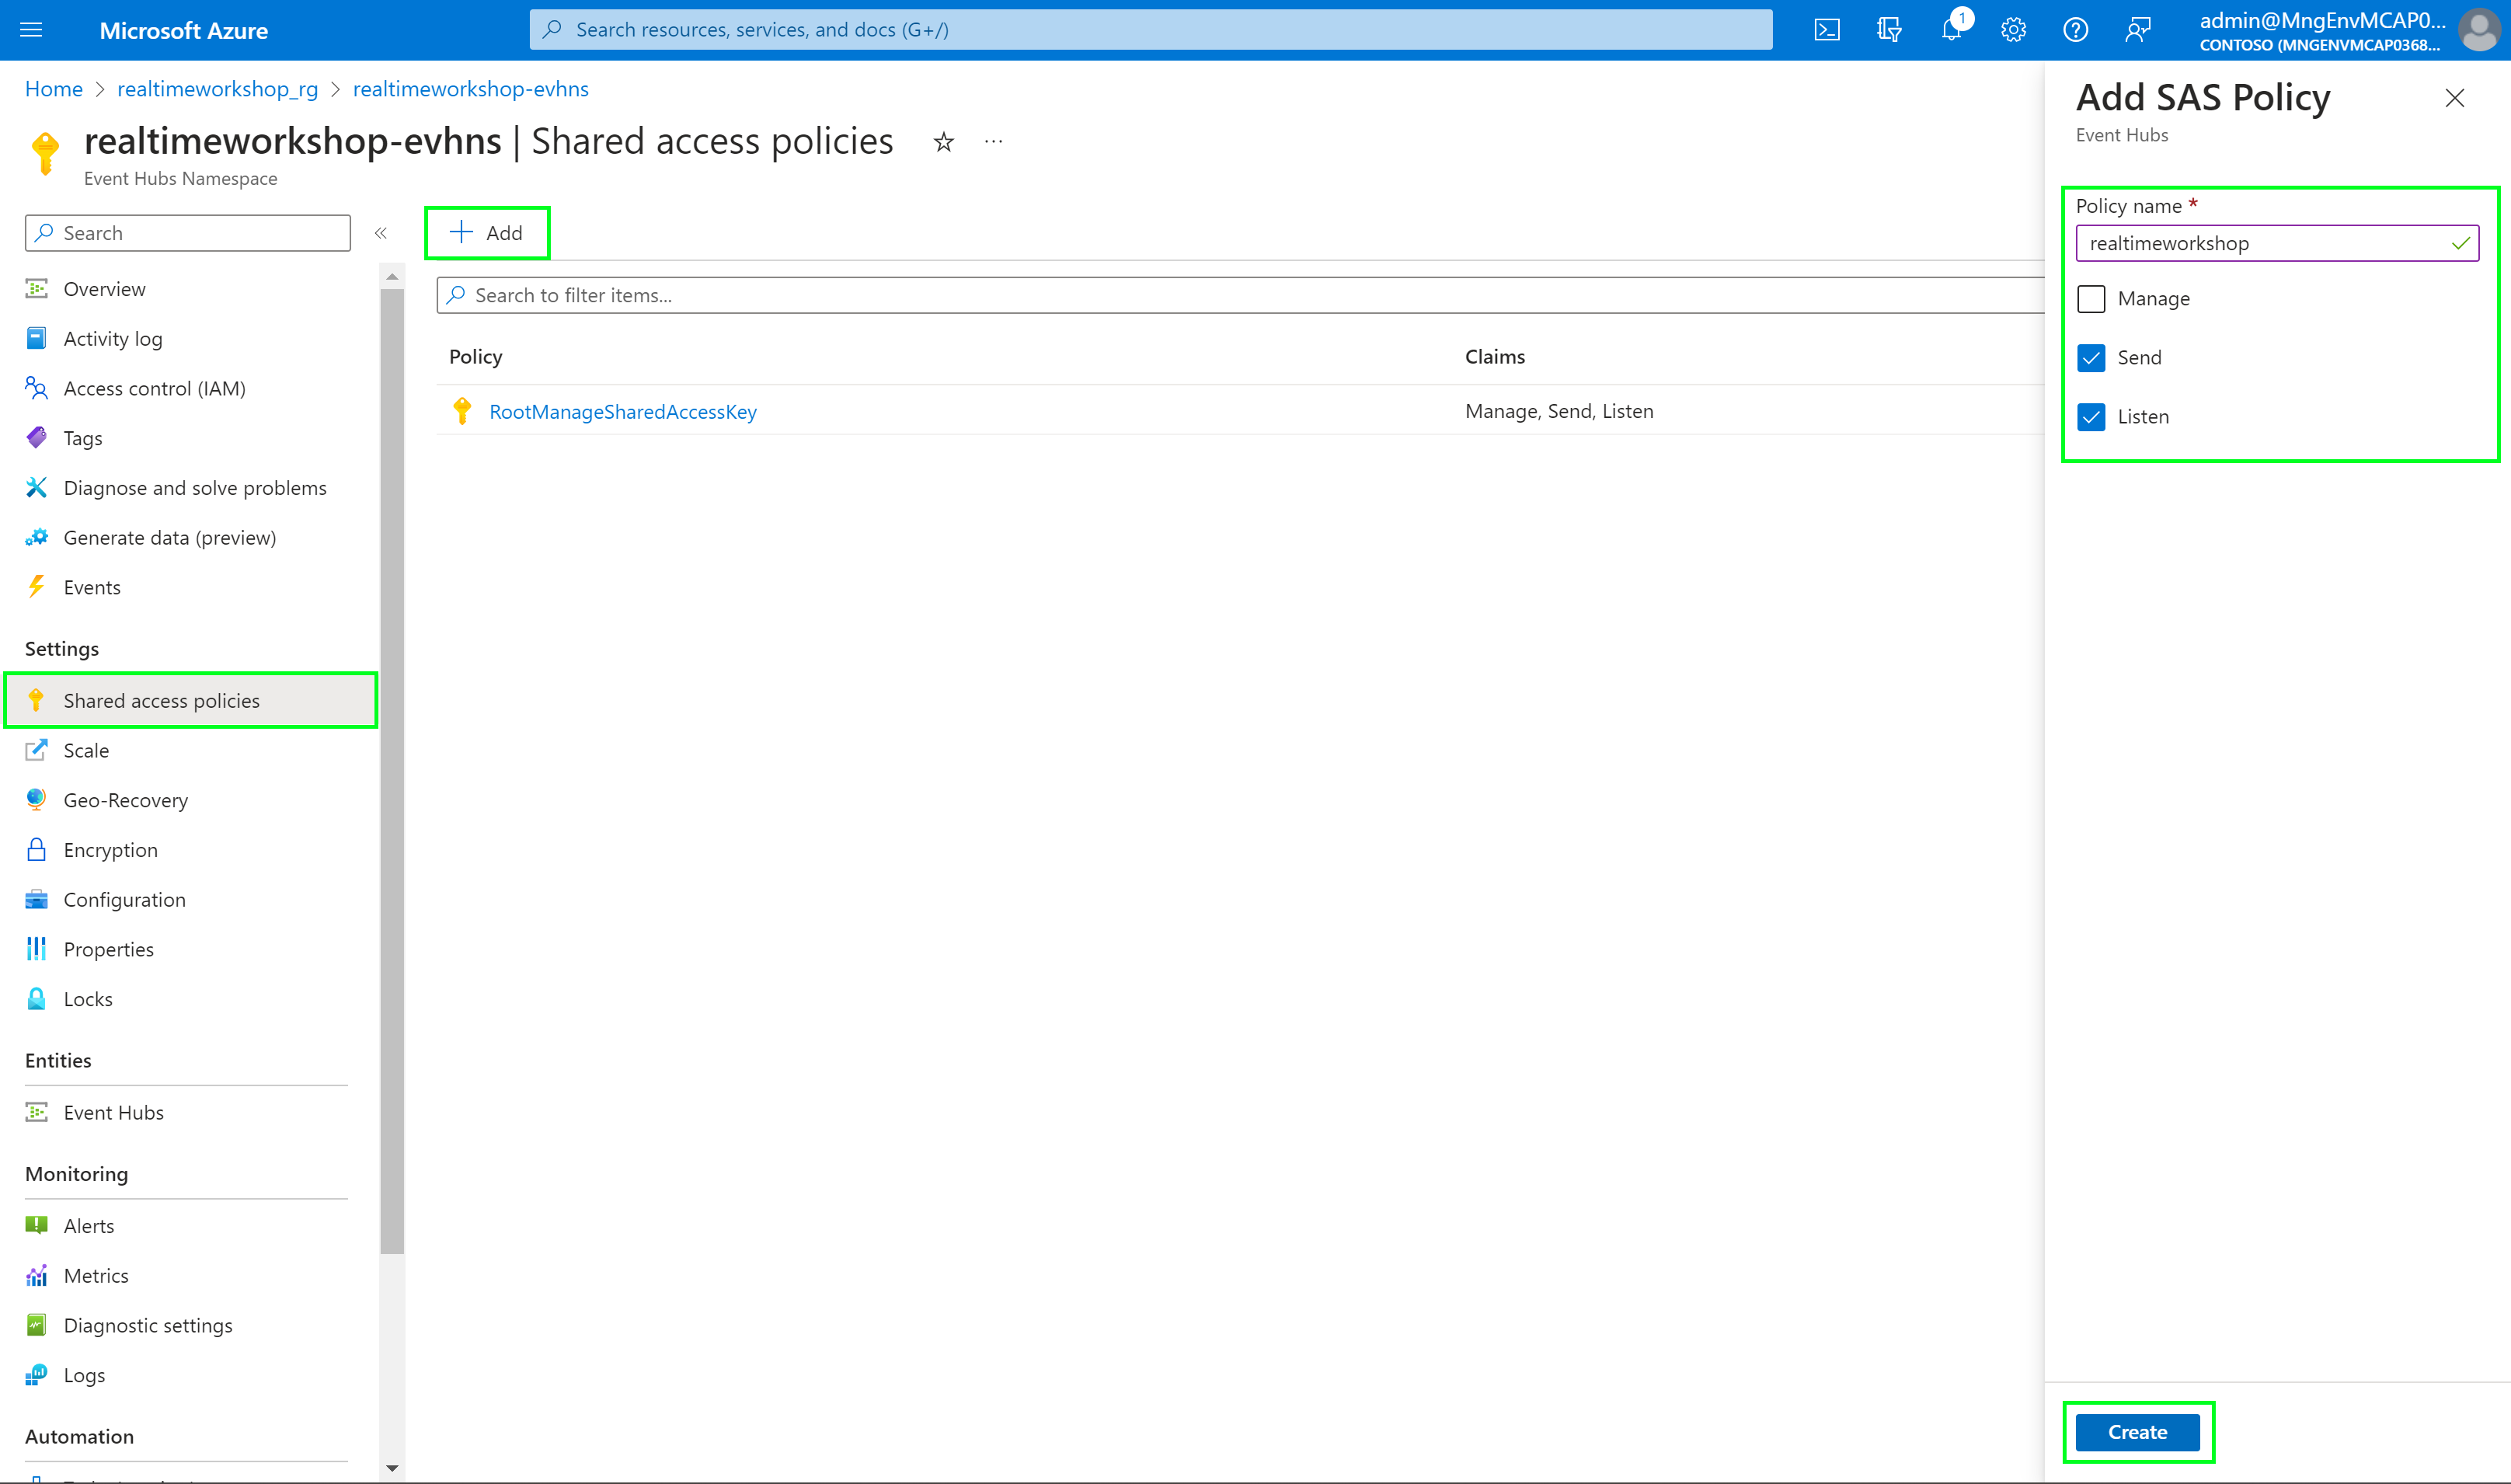 Microsoft Azure
Search resources, services, and docs (G+/)
1
admin@MngEnvMCAP0...
CONTOSO (MNGENVMCAP0368...
Home > realtimeworkshop_rg > realtimeworkshop-evhns
realtimeworkshop-evhns | Shared access policies
Event Hubs Namespace
Search
Overview
Activity log
Access control (IAM)
Tags
Diagnose and solve problems
Generate data (preview)
Events
Settings
Shared access policies
Scale
Geo-Recovery
Encryption
Configuration
Properties
Locks
Entities
Event Hubs
Monitoring
Alerts
Metrics
Diagnostic settings
Logs
Automation
Add
Search to filter items...
Policy Claims
RootManageSharedAccessKey Manage, Send, Listen
Add SAS Policy
Event Hubs
Policy name *
realtimeworkshop
Manage
Send
Listen
Create